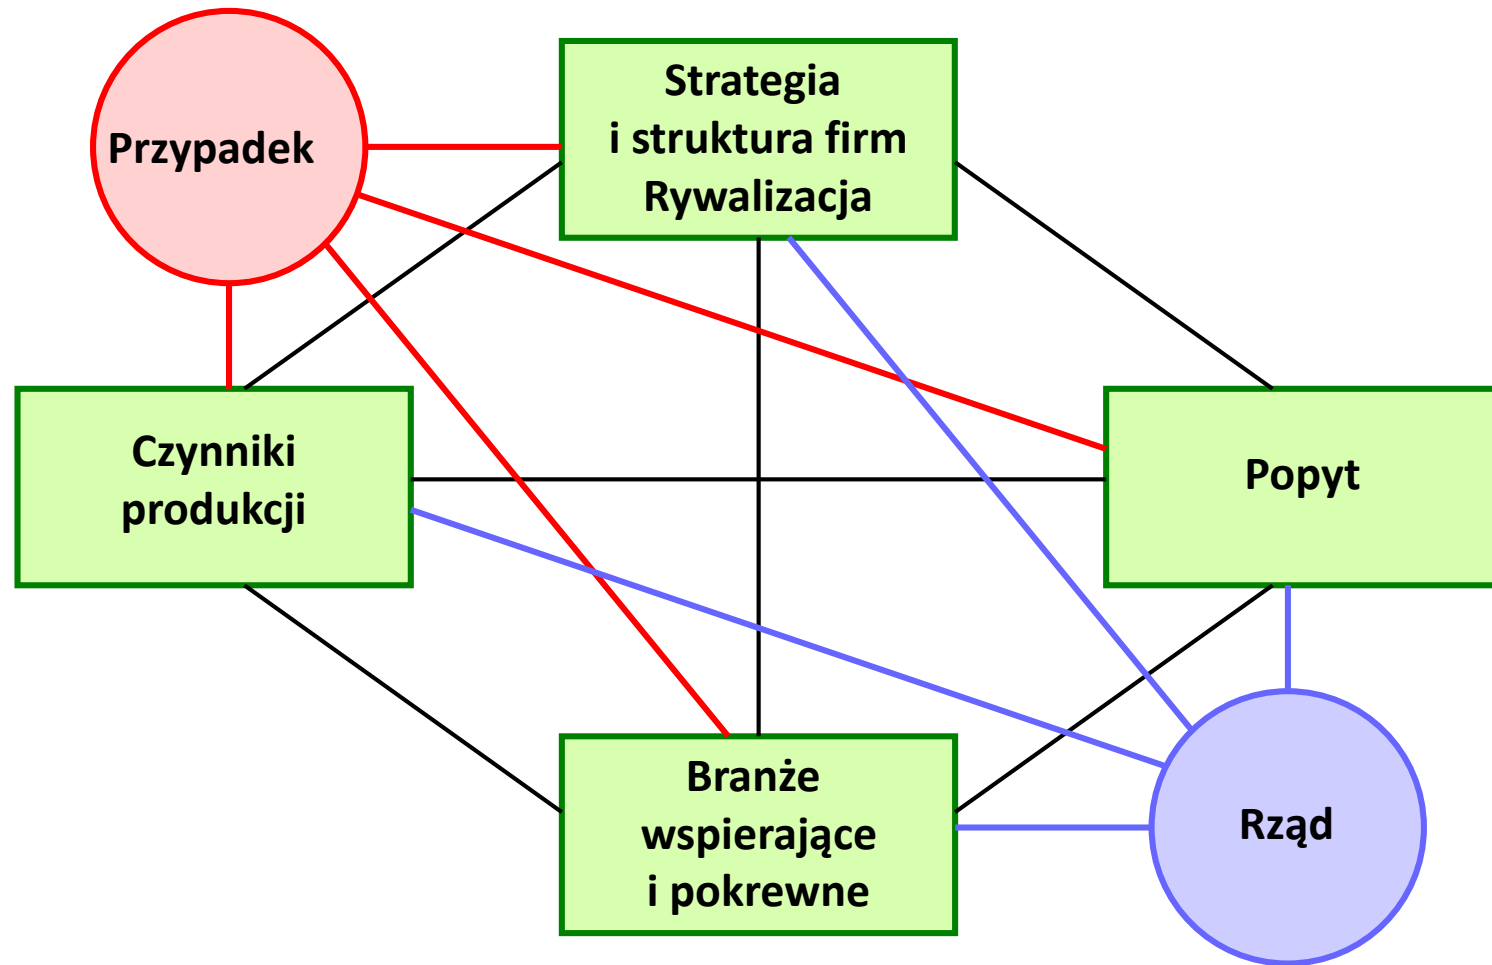 Przypadek
Strategia
i struktura firm
Rywalizacja
Czynniki
produkcji
Popyt
Branże
wspierające
i pokrewne
Rząd